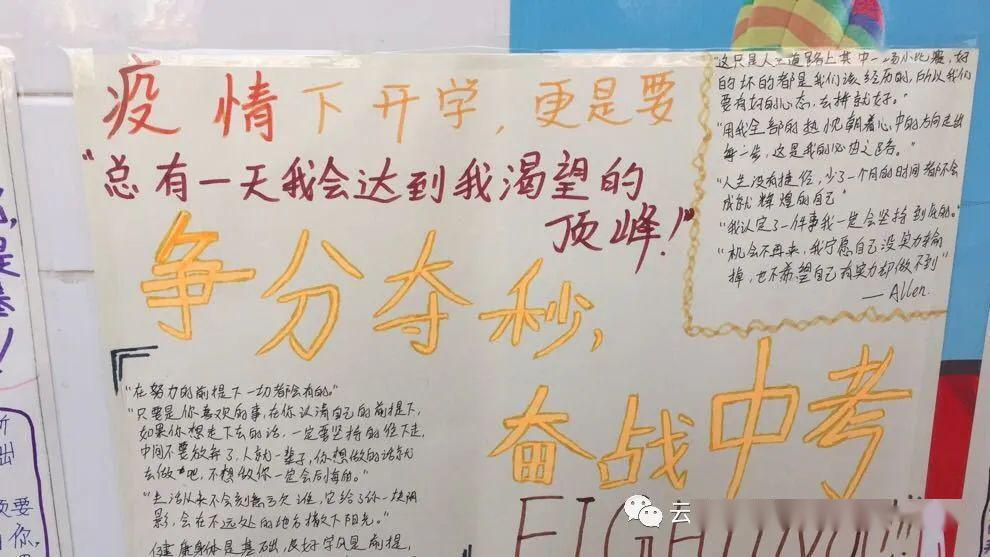 疫情下开学，更是要
"总有一天我会达到我渴望的
顶峰！"
争分夺秒，
奋战中考
这只是人生道路上其中一场小比赛，好
的坏的都是我们该经历的，所以我们
要有好的心态，去拼就好。"
"用我全部的热忱朝着心中的方向走出
每一步，这是我的必由之路。"
"人生没有捷径，少了一个月的时间都不会
成就辉煌的自己"
"我认定了一件事我一定会坚持到底的。"
"机会不再来，我宁愿自己没实力输
掉，也不希望自己有实力却做不到"
— Allen.
"在努力的前提下一切都会有的。"
"只要是你喜欢的事，在你认清自己的前提下，
如果你想走下去的话，一定要坚持的往下走，
中间不要放弃了，人就一辈子，你想做的话就
去做吧，不想做你一定会后悔的。"
"生活从来不会刻意亏欠谁，它给了你一块阴
影，会在不远处的地方撒下阳光。"
健康身体是基础，良好学风是前提，
FIGHTING!!
云